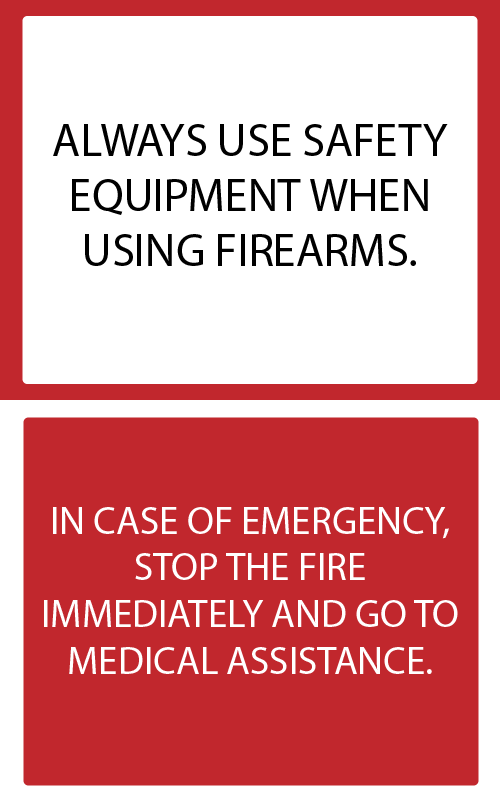 ALWAYS USE SAFETY
EQUIPMENT WHEN
USING FIREARMS.
IN CASE OF EMERGENCY,
STOP THE FIRE
IMMEDIATELY AND GO TO
MEDICAL ASSISTANCE.